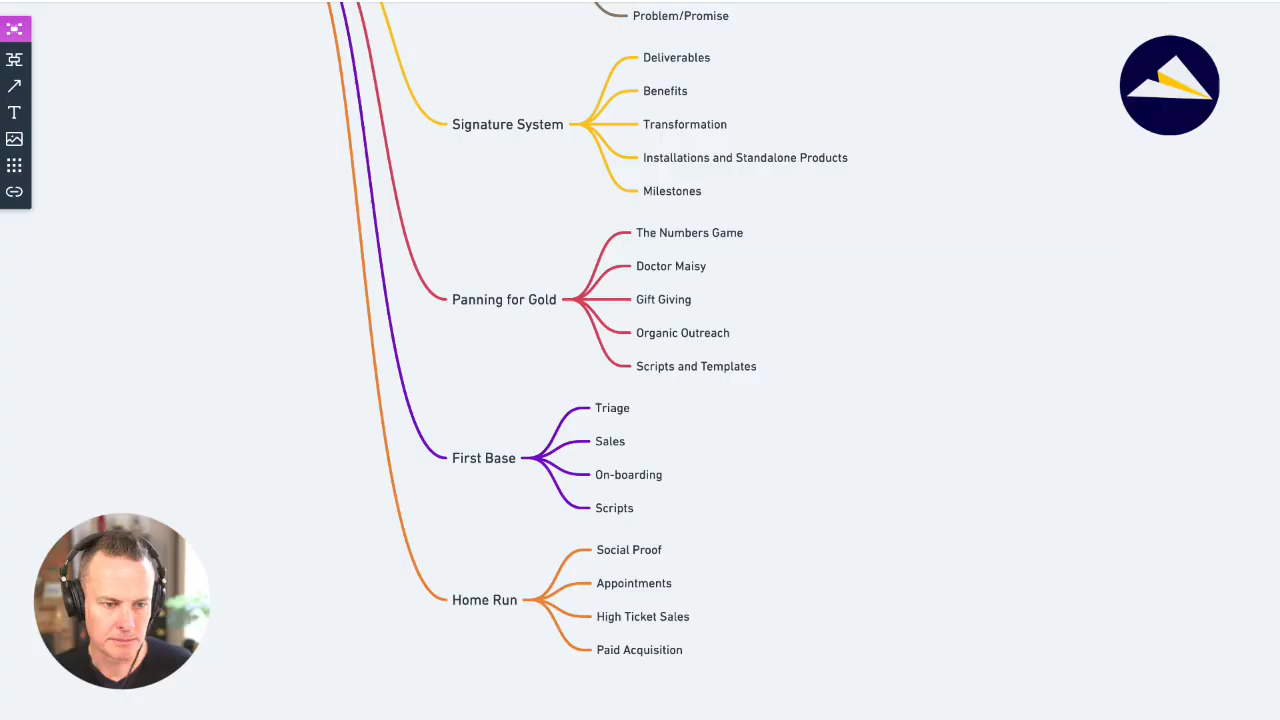 Problem/Promise
Signature System
Deliverables
Benefits
Transformation
Installations and Standalone Products
Milestones
Panning for Gold
The Numbers Game
Doctor Maisy
Gift Giving
Organic Outreach
Scripts and Templates
First Base
Triage
Sales
On-boarding
Scripts
Home Run
Social Proof
Appointments
High Ticket Sales
Paid Acquisition